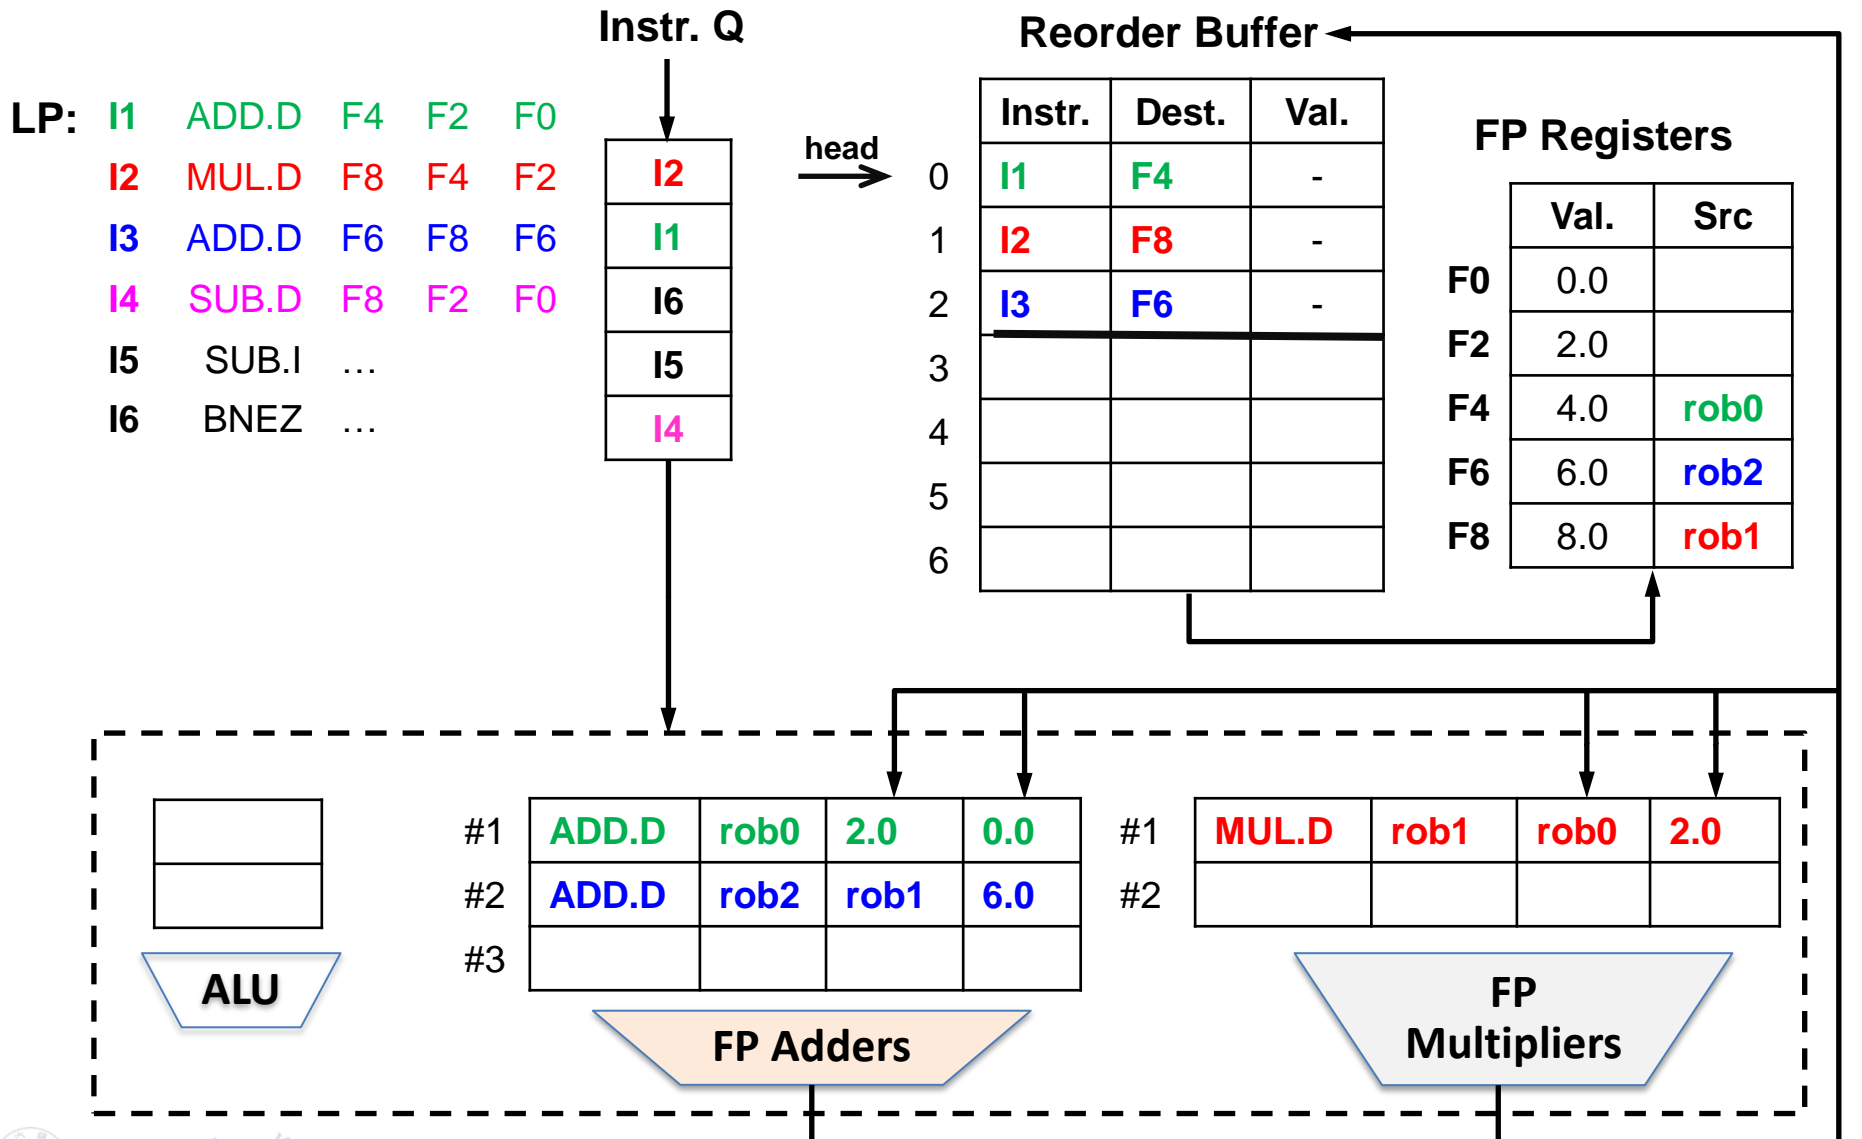 Instr. Q
Reorder Buffer
LP: I1 ADD.D F4 F2 F0
I2 MUL.D F8 F4 F2
I3 ADD.D F6 F8 F6
I4 SUB.D F8 F2 F0
I5 SUB.I …
I6 BNEZ …
I2
I1
I6
I5
I4
head
Instr. Dest. Val.
0 I1 F4 -
1 I2 F8 -
2 I3 F6 -
3
4
5
6
FP Registers
Val. Src
F0 0.0
F2 2.0
F4 4.0 rob0
F6 6.0 rob2
F8 8.0 rob1
ALU
#1 ADD.D rob0 2.0 0.0
#2 ADD.D rob2 rob1 6.0
#3
FP Adders
#1 MUL.D rob1 rob0 2.0
#2
FP
Multipliers